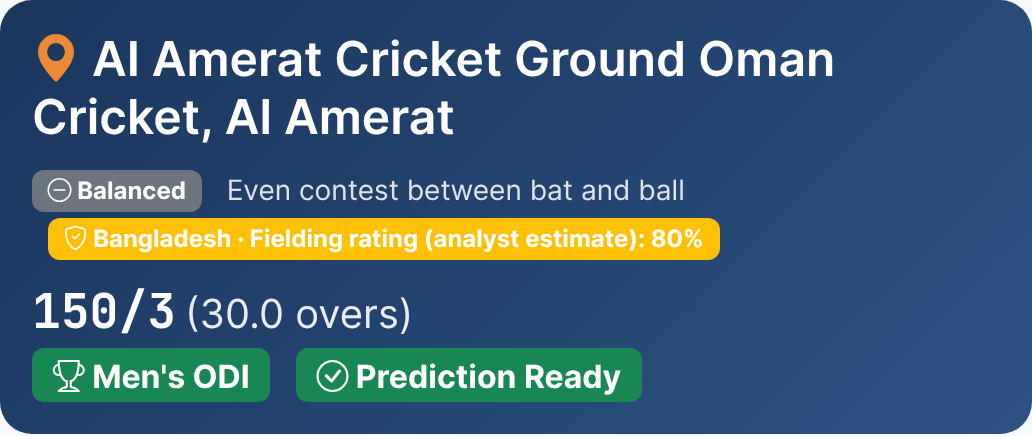 Al Amerat Cricket Ground Oman
Cricket, Al Amerat
Balanced Even contest between bat and ball
Bangladesh · Fielding rating (analyst estimate): 80%
150/3 (30.0 overs)
Men's ODI Prediction Ready